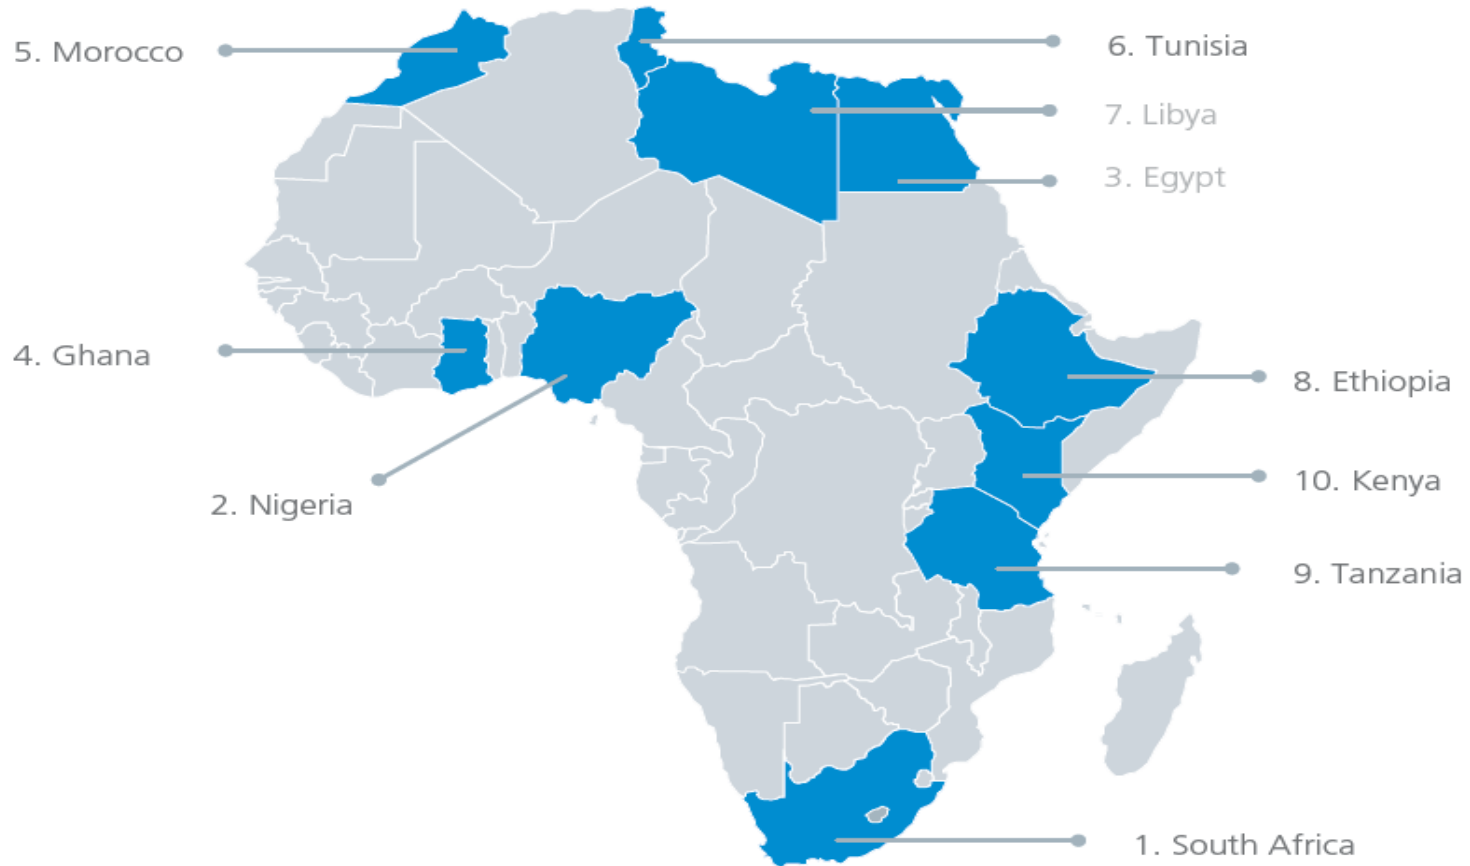 5. Morocco
6. Tunisia
7. Libya
3. Egypt
4. Ghana
8. Ethiopia
2. Nigeria
10. Kenya
9. Tanzania
1. South Africa